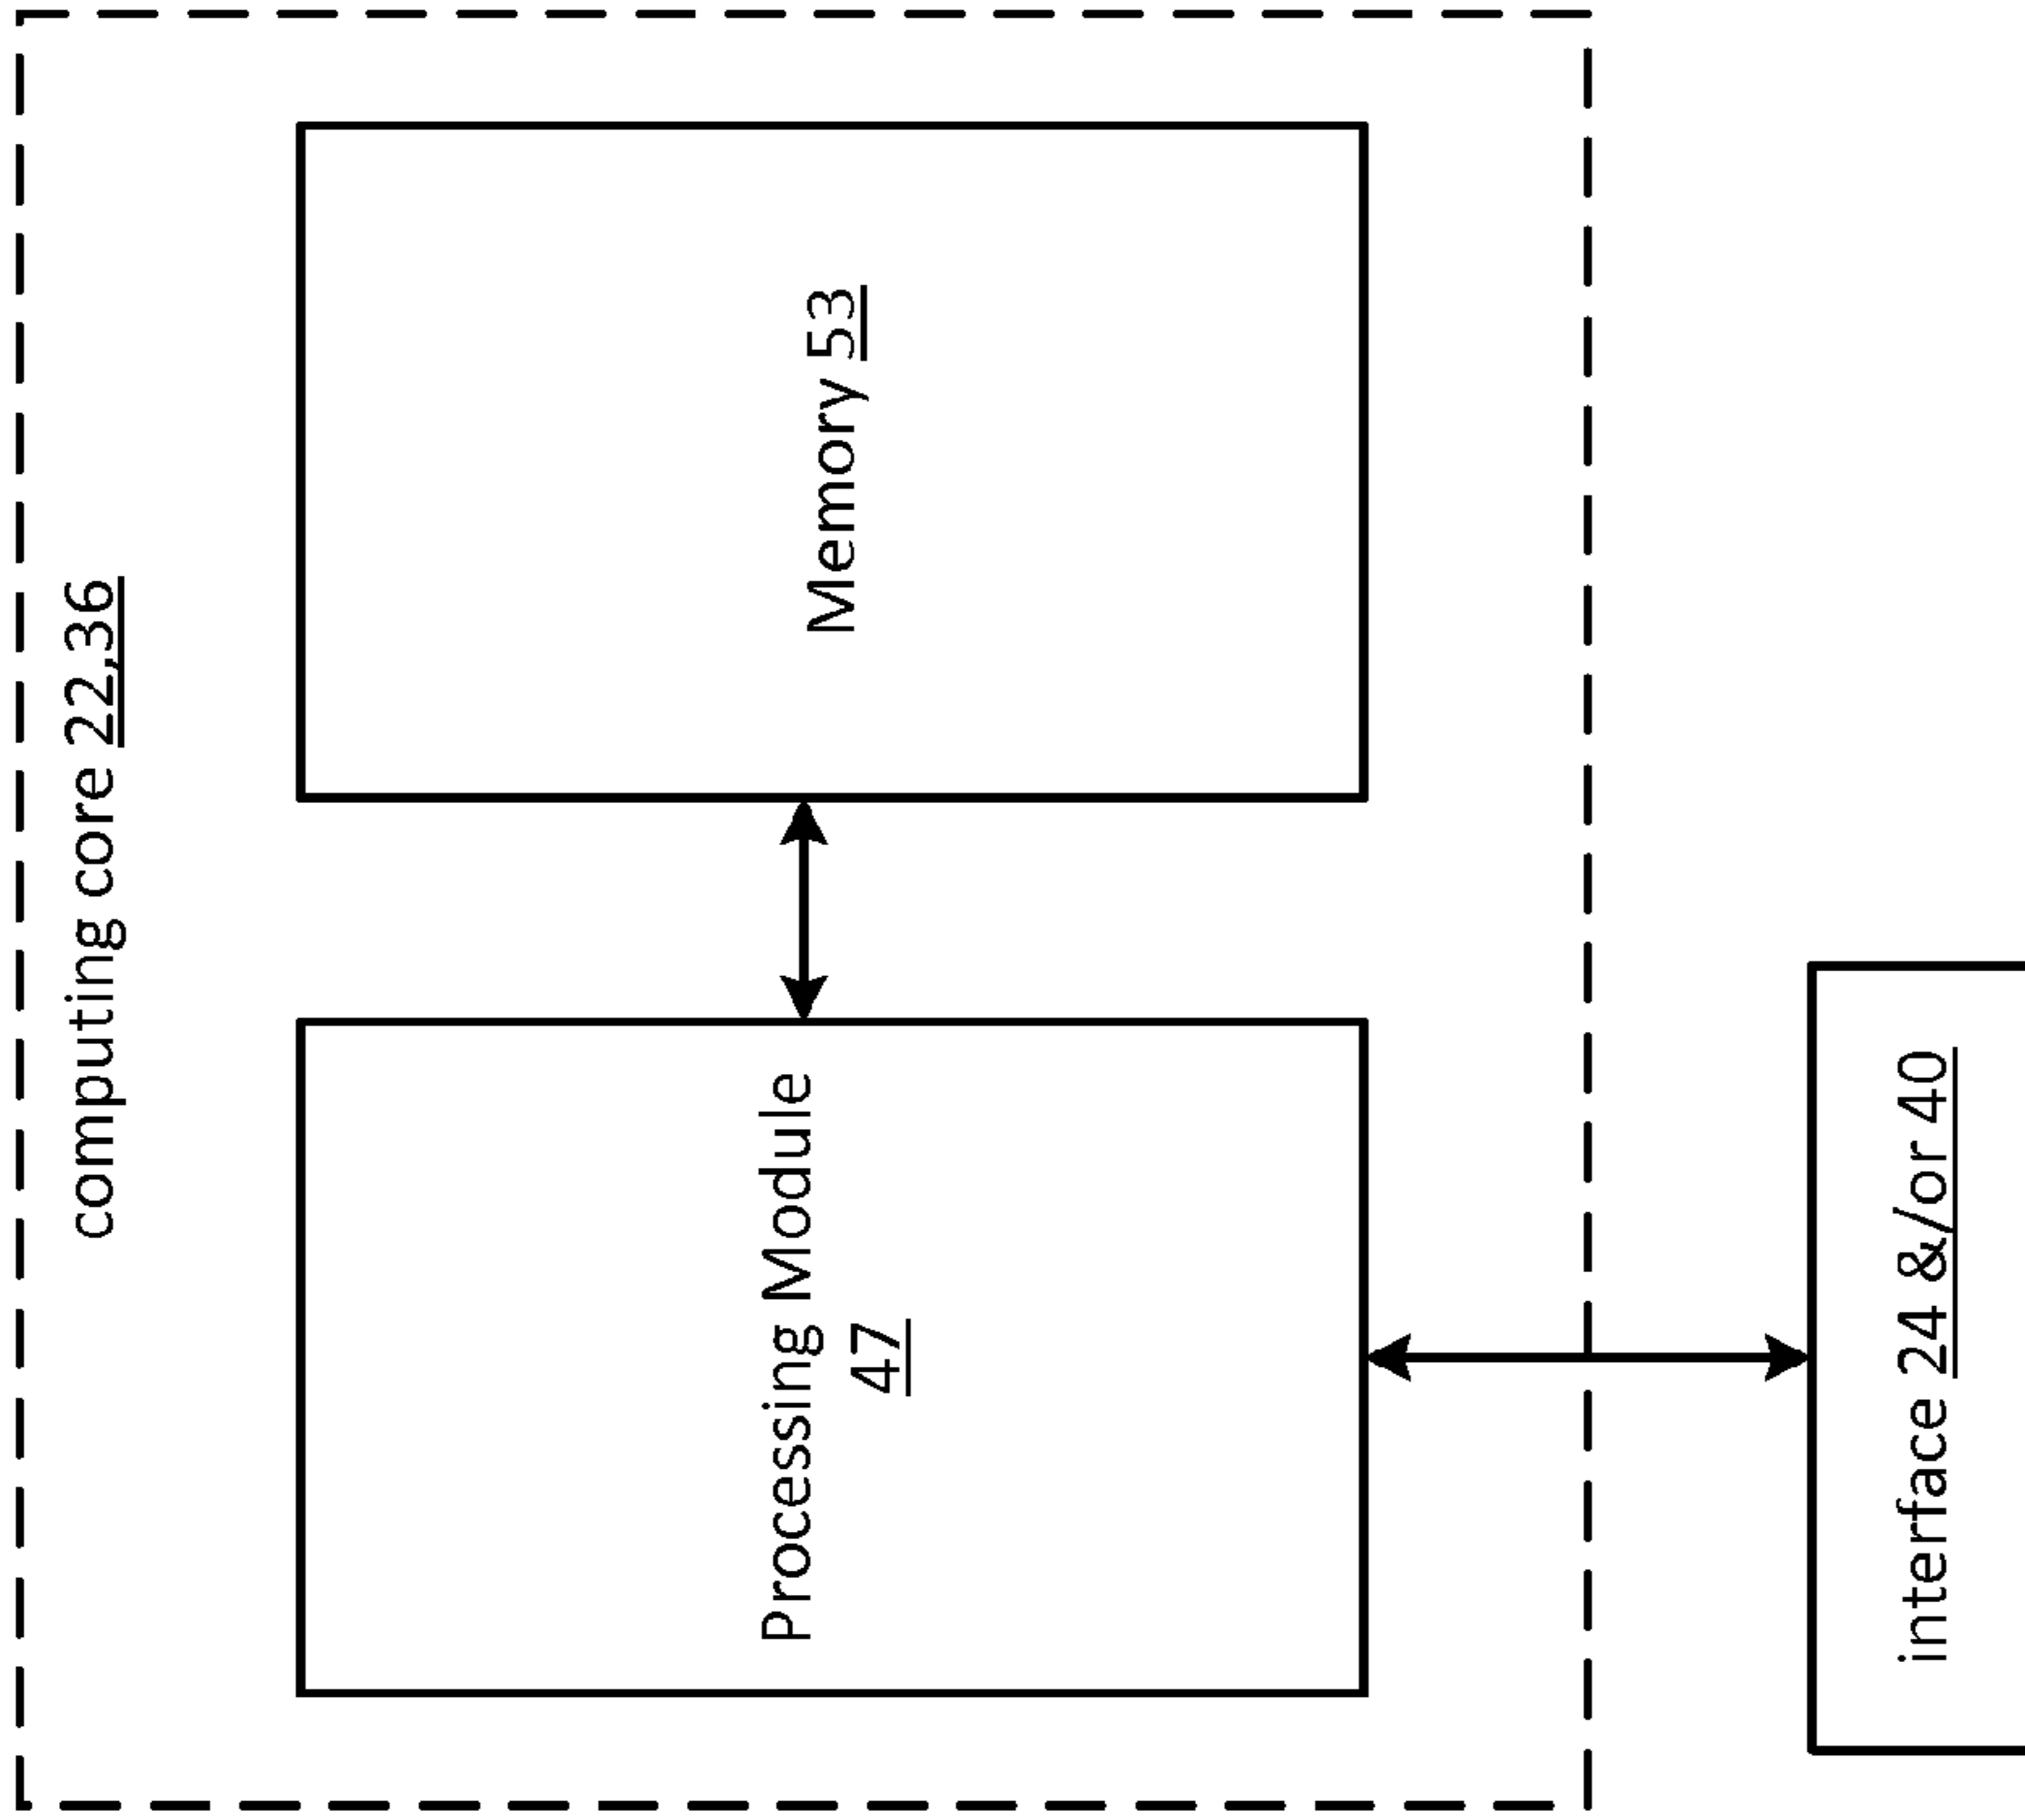 computing core 22,36
Processing Module
47
Memory 53
interface 24 &/or 40